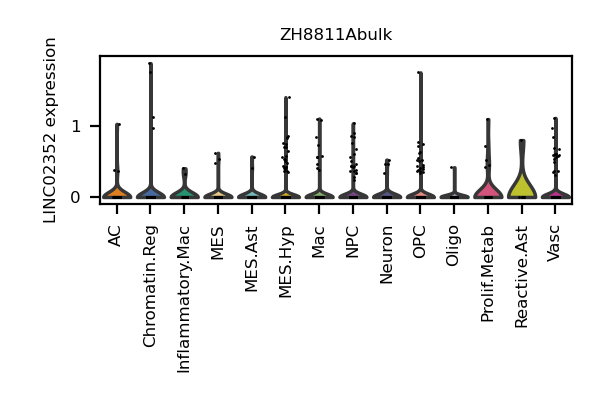 ZH8811Abulk
LINC02352 expression
1
0
AC
Chromatin.Reg
Inflammatory.Mac
MES
MES.Ast
MES.Hyp
Mac
NPC
Neuron
OPC
Oligo
Prolif.Metab
Reactive.Ast
Vasc